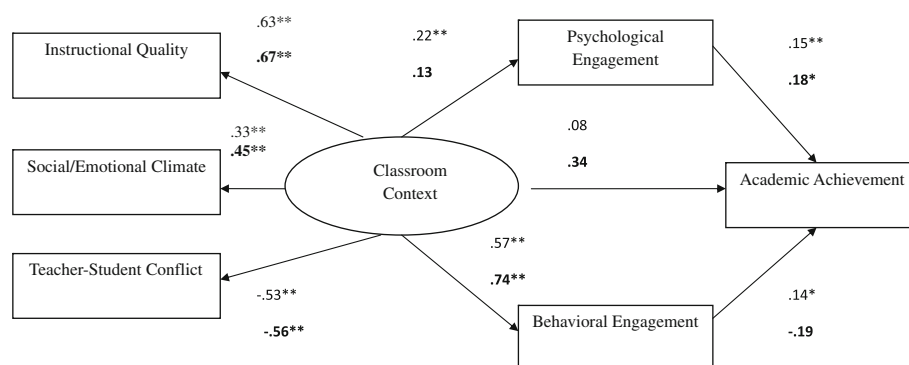 Instructional Quality
.63**
.67**
.22**
.13
Psychological
Engagement
.15**
.18*
Social/Emotional Climate
.33**
.45**
Classroom
Context
.08
.34
Academic Achievement
Teacher-Student Conflict
-.53**
-.56**
.57**
.74**
Behavioral Engagement
.14*
-.19